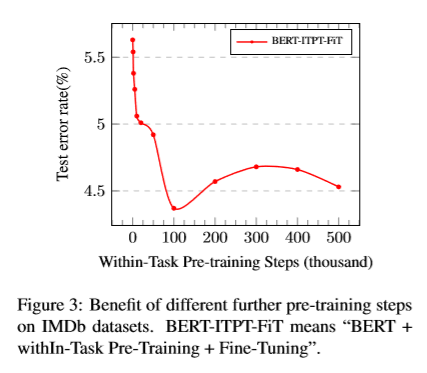 BERT-ITPT-FiT
5.5
5
4.5
Test error rate(%)
0 100 200 300 400 500
Within-Task Pre-training Steps (thousand)
Figure 3: Benefit of different further pre-training steps
on IMDb datasets. BERT-ITPT-FiT means “BERT +
withIn-Task Pre-Training + Fine-Tuning”.